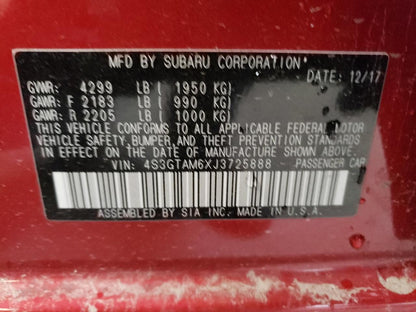 MFD BY SUBARU CORPORATION
DATE: 12/17
GVWR: 4299 LB ( 1950 KG)
GAWR: F 2183 LB ( 990 KG)
GAWR: R 2205 LB ( 1000 KG)
THIS VEHICLE CONFORMS TO ALL APPLICABLE FEDERAL MOTOR
VEHICLE SAFETY, BUMPER, AND THEFT PREVENTION STANDARDS
IN EFFECT ON THE DATE OF MANUFACTURE SHOWN ABOVE.
VIN: 4S3GTAM6XJ3725888 PASSENGER CAR
ASSEMBLED BY SIA INC. MADE IN U.S.A.